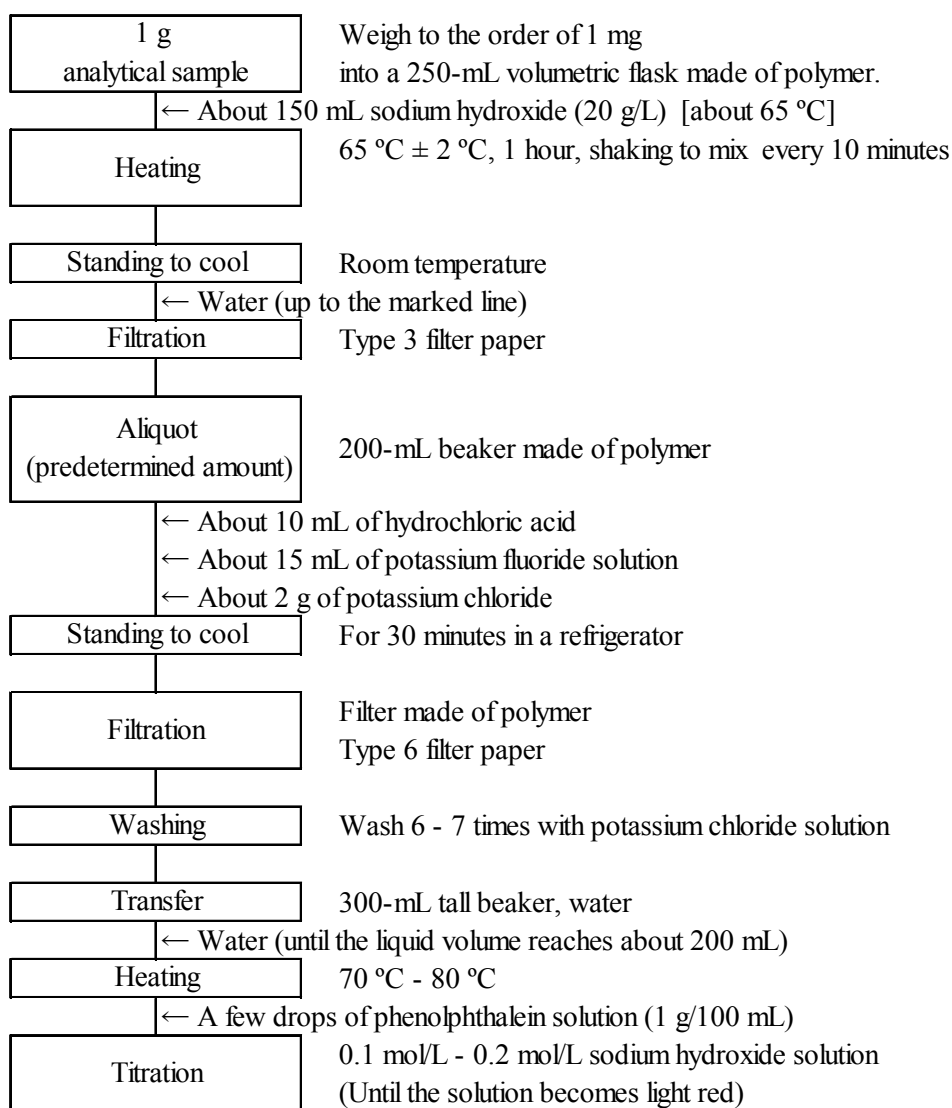 1 g
analytical sample
Weigh to the order of 1 mg
into a 250-mL volumetric flask made of polymer.
← About 150 mL sodium hydroxide (20 g/L)  [about 65 ºC]
Heating
65 ºC ± 2 ºC, 1 hour, shaking to mix  every 10 minutes
Standing to cool
Room temperature
← Water (up to the marked line)
Filtration
Type 3 filter paper
Aliquot
(predetermined amount)
200-mL beaker made of polymer
← About 10 mL of hydrochloric acid
← About 15 mL of potassium fluoride solution
← About 2 g of potassium chloride
Standing to cool
For 30 minutes in a refrigerator
Filtration
Filter made of polymer
Type 6 filter paper
Washing
Wash 6 - 7 times with potassium chloride solution
Transfer
300-mL tall beaker, water
← Water (until the liquid volume reaches about 200 mL)
Heating
70 ºC - 80 ºC
← A few drops of phenolphthalein solution (1 g/100 mL)
Titration
0.1 mol/L - 0.2 mol/L sodium hydroxide solution
(Until the solution becomes light red)